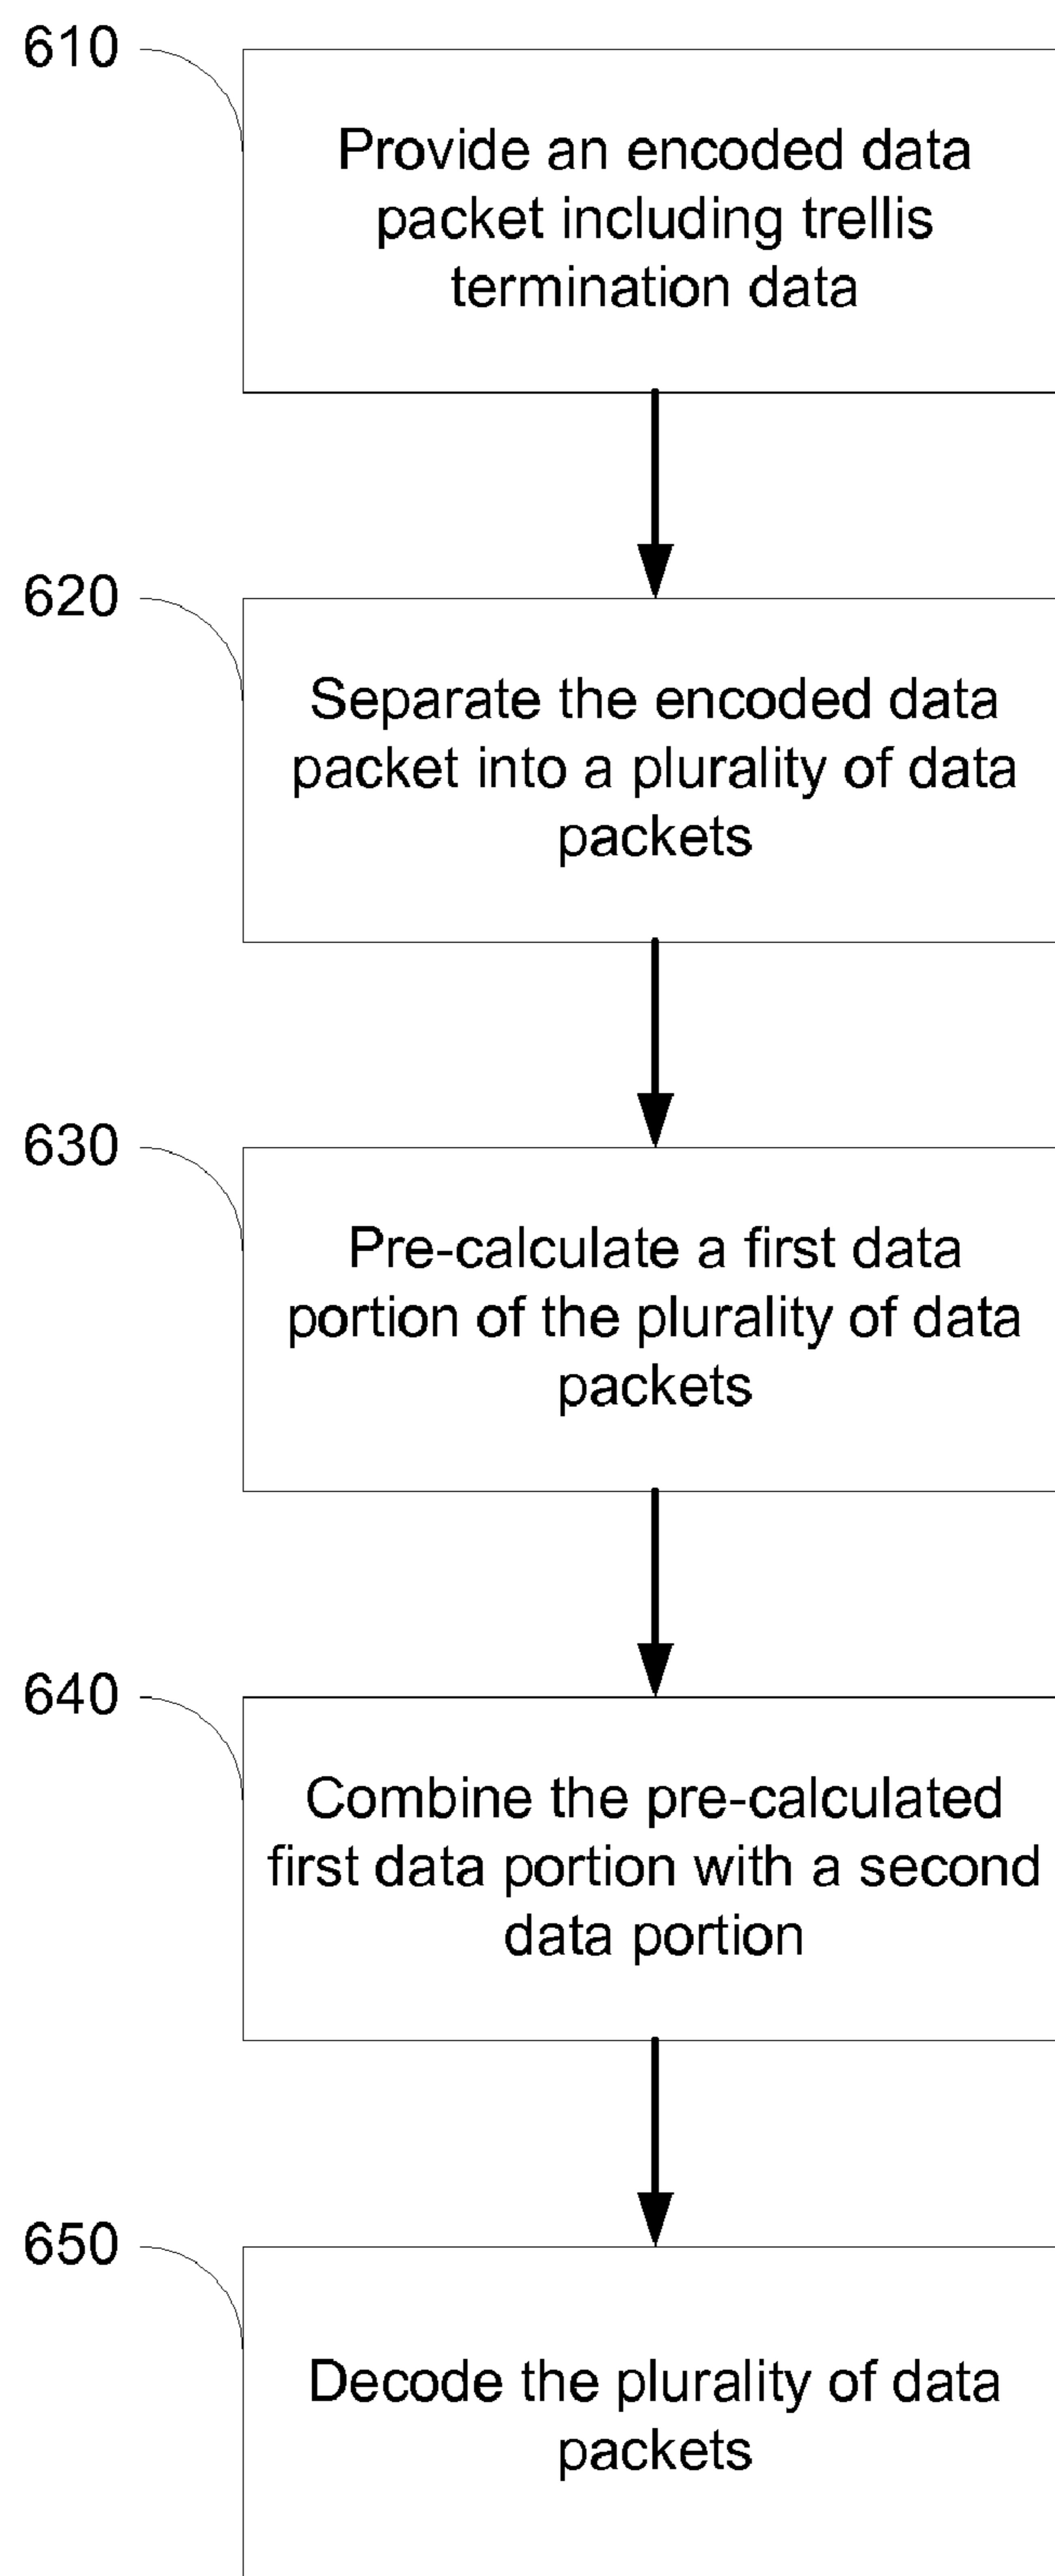 610
Provide an encoded data
packet including trellis
termination data
620
Separate the encoded data
packet into a plurality of data
packets
630
Pre-calculate a first data
portion of the plurality of data
packets
640
Combine the pre-calculated
first data portion with a second
data portion
650
Decode the plurality of data
packets